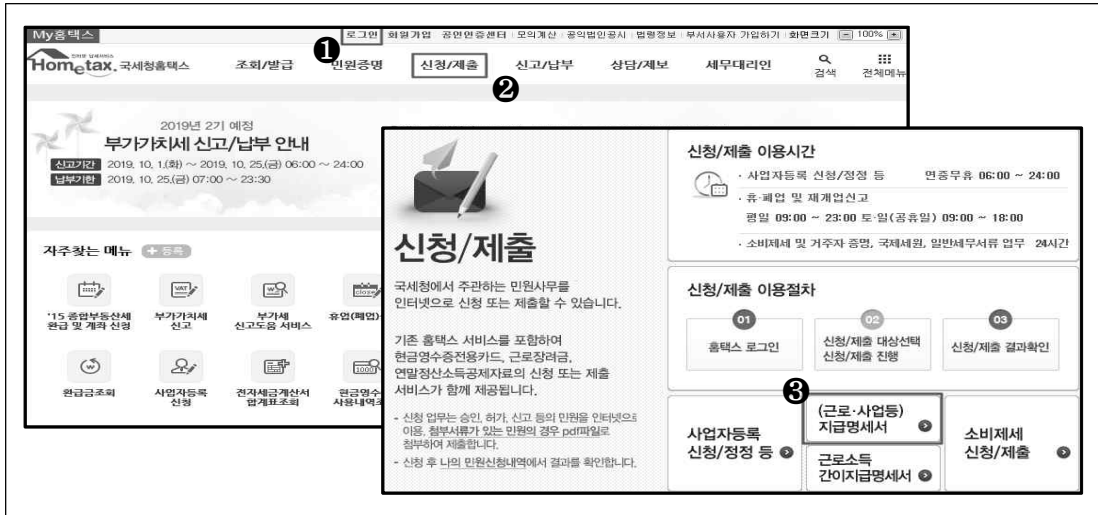 My홈택스
로그인 회원가입 공인인증센터 모의계산 공익법인공시 법령정보 부서사용자 가입하기 화면크기 100%
❶
Hometax. 국세청홈택스 조회/발급 민원증명 신청/제출 신고/납부 상담/제보 세무대리인 검색 전체메뉴
❷
2019년 2기 예정
부가가치세 신고/납부 안내
신고기간 2019. 10. 1.(화) ~ 2019. 10. 25.(금) 06:00 ~ 24:00
납부기한 2019. 10. 25.(금) 07:00 ~ 23:30
자주찾는 메뉴 + 등록
'15 종합부동산세
환급 및 계좌 신청
부가가치세
신고
부가세
신고도움 서비스
휴업(폐업)
환급금조회
사업자등록
신청
전자세금계산서
합계표조회
현금영수
사용내역조
신청/제출
국세청에서 주관하는 민원사무를
인터넷으로 신청 또는 제출할 수 있습니다.
기존 홈택스 서비스를 포함하여
현금영수증전용카드, 근로장려금,
연말정산소득공제자료의 신청 또는 제출
서비스가 함께 제공됩니다.
- 신청 업무는 승인, 허가, 신고 등의 민원을 인터넷으로
이용. 첨부서류가 있는 민원의 경우 pdf파일로
첨부하여 제출합니다.
- 신청 후 나의 민원신청내역에서 결과를 확인합니다.
신청/제출 이용시간
· 사업자등록 신청/정정 등 연중무휴 06:00 ~ 24:00
· 휴·폐업 및 재개업신고
평일 09:00 ~ 23:00 토·일(공휴일) 09:00 ~ 18:00
· 소비제세 및 거주자 증명, 국제세원, 일반세무서류 업무 24시간
신청/제출 이용절차
01
홈택스 로그인
02
신청/제출 대상선택
신청/제출 진행
03
신청/제출 결과확인
❸
사업자등록
신청/정정 등
(근로·사업등)
지급명세서
근로소득
간이지급명세서
소비제세
신청/제출